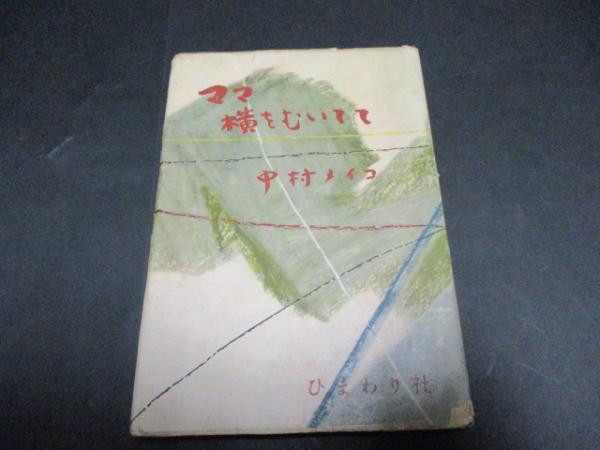 ママ
横をむいてて
中村メイコ
ひまわり社